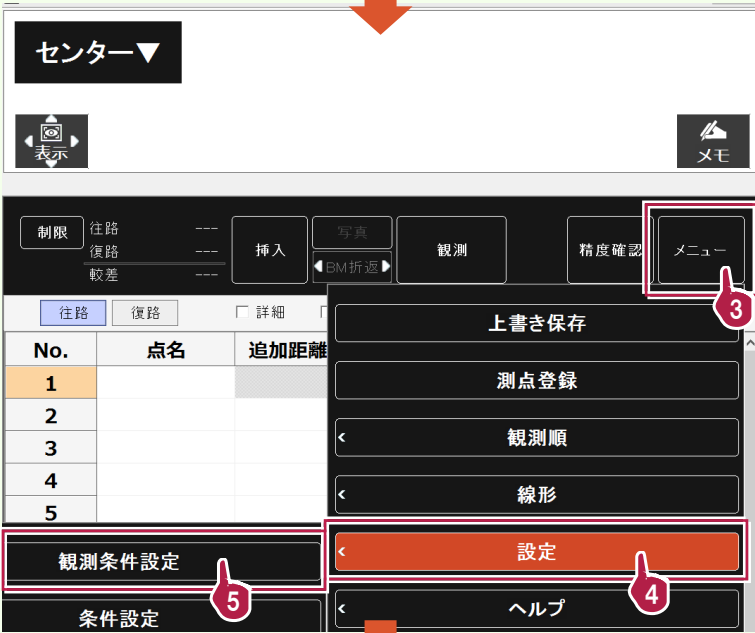 センター▼
表示
メモ
制限
往路 ---
復路 ---
較差 ---
挿入
写真
BM折返
観測
精度確認
メニュー
3
往路
復路
詳細
No. 点名 追加距離
1
2
3
4
5
上書き保存
測点登録
観測順
線形
設定
4
ヘルプ
観測条件設定
5
条件設定